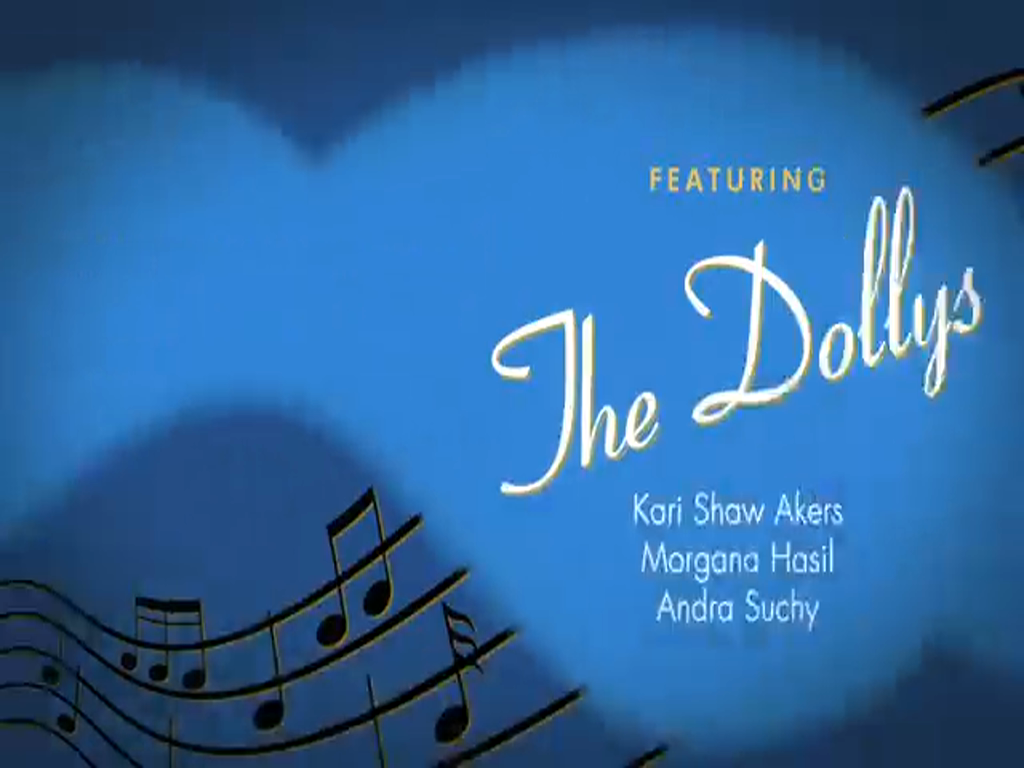 FEATURING
The Dollys
Kari Shaw Akers
Morgana Hasil
Andra Suchy